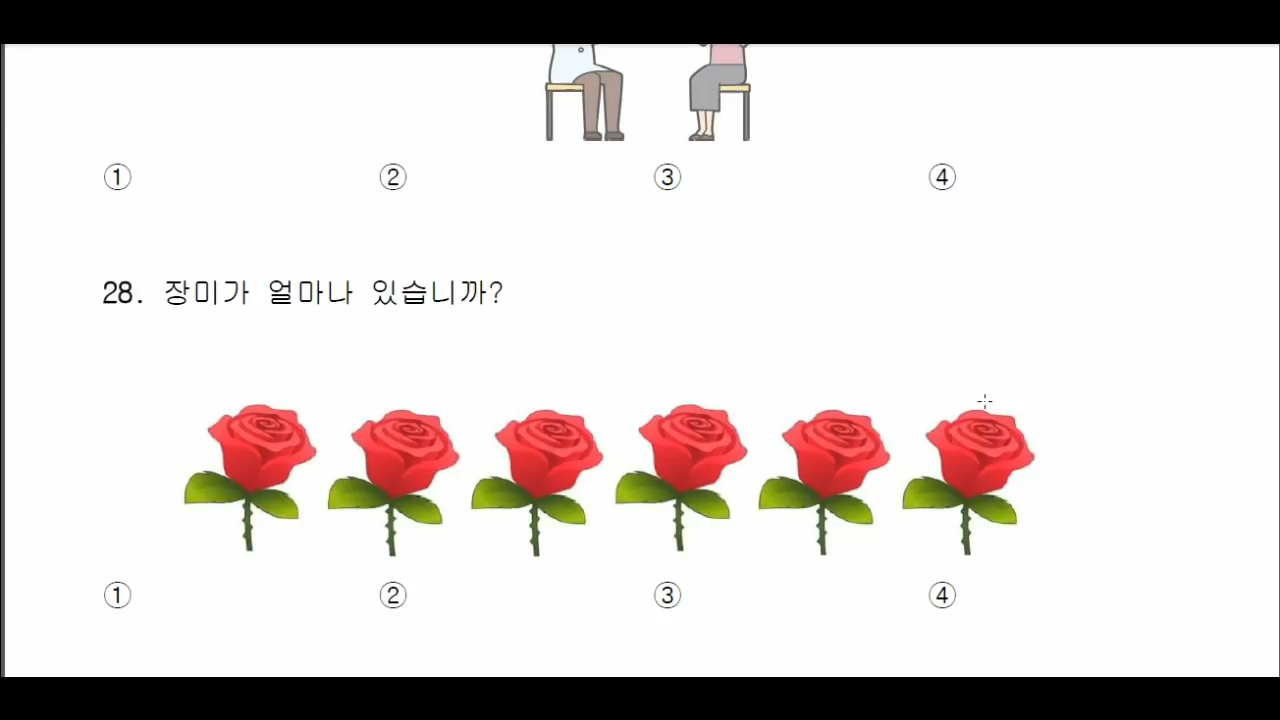 ① ② ③ ④
28. 장미가 얼마나 있습니까?
① ② ③ ④